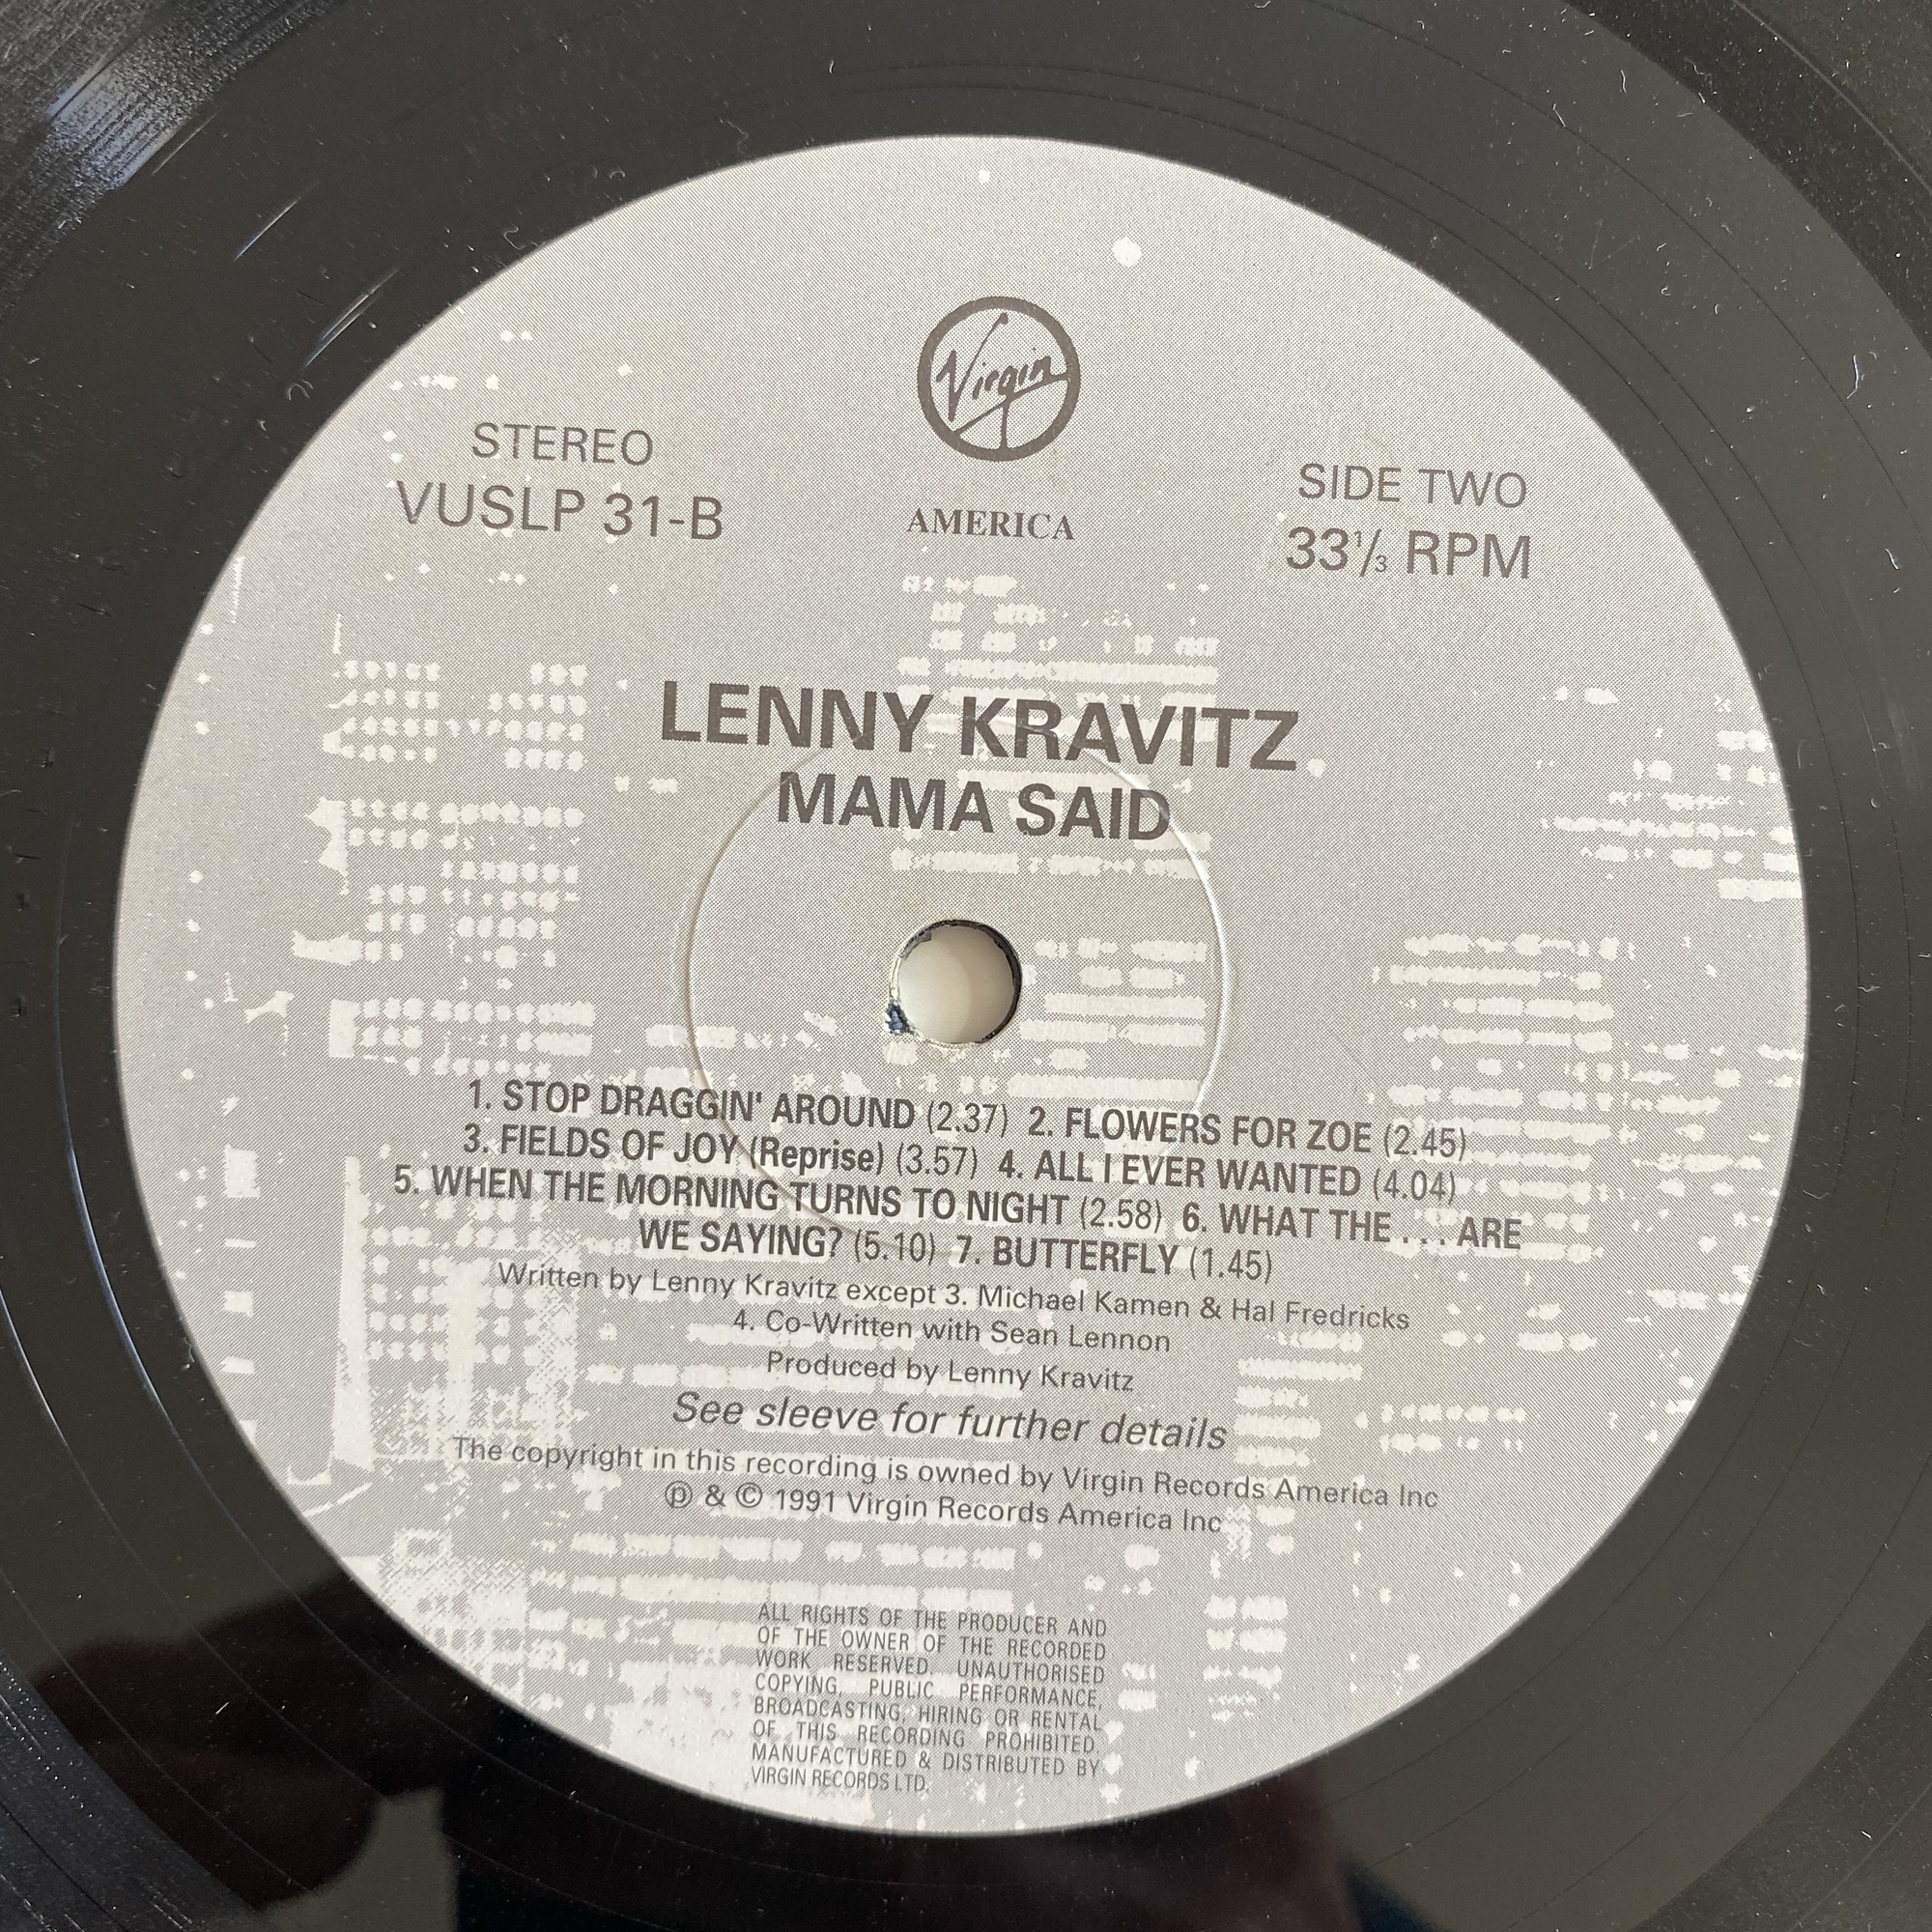 Virgin
AMERICA
STEREO
VUSLP 31-B
SIDE TWO
33⅓ RPM
LENNY KRAVITZ
MAMA SAID
1. STOP DRAGGIN' AROUND (2.37) 2. FLOWERS FOR ZOE (2.45)
3. FIELDS OF JOY (Reprise) (3.57) 4. ALL I EVER WANTED (4.04)
5. WHEN THE MORNING TURNS TO NIGHT (2.58) 6. WHAT THE . . . ARE
WE SAYING? (5.10) 7. BUTTERFLY (1.45)
Written by Lenny Kravitz except 3. Michael Kamen & Hal Fredricks
4. Co-Written with Sean Lennon
Produced by Lenny Kravitz
See sleeve for further details
The copyright in this recording is owned by Virgin Records America Inc
℗ & © 1991 Virgin Records America Inc
ALL RIGHTS OF THE PRODUCER AND
OF THE OWNER OF THE RECORDED
WORK RESERVED. UNAUTHORISED
COPYING, PUBLIC PERFORMANCE,
BROADCASTING, HIRING OR RENTAL
OF THIS RECORDING PROHIBITED.
MANUFACTURED & DISTRIBUTED BY
VIRGIN RECORDS LTD.